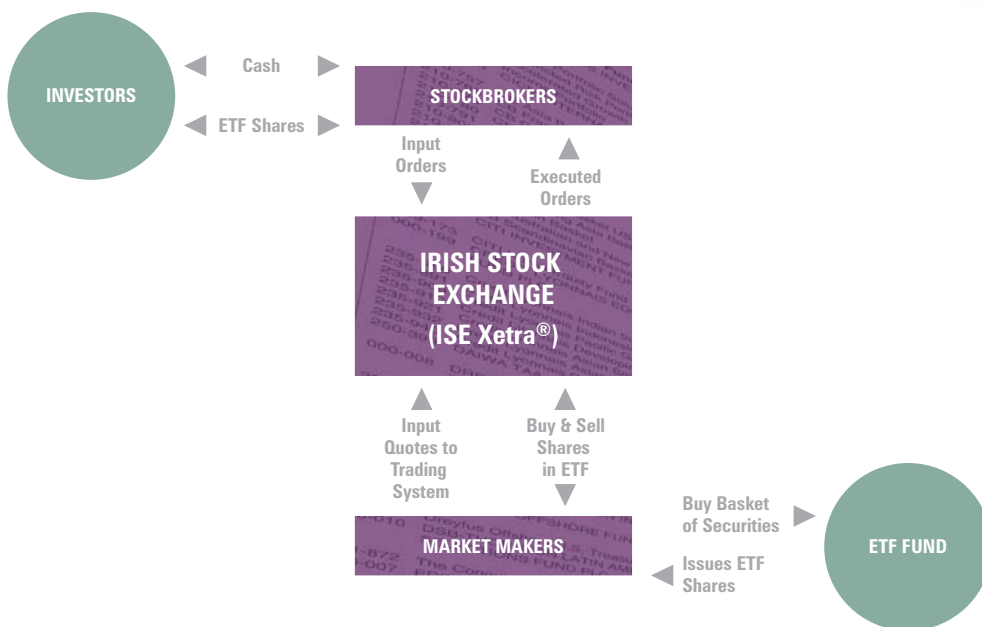 INVESTORS
Cash
ETF Shares
STOCKBROKERS
Input
Orders
Executed
Orders
IRISH STOCK
EXCHANGE
(ISE Xetra®)
Input
Quotes to
Trading
System
Buy & Sell
Shares
in ETF
MARKET MAKERS
Buy Basket
of Securities
Issues ETF
Shares
ETF FUND